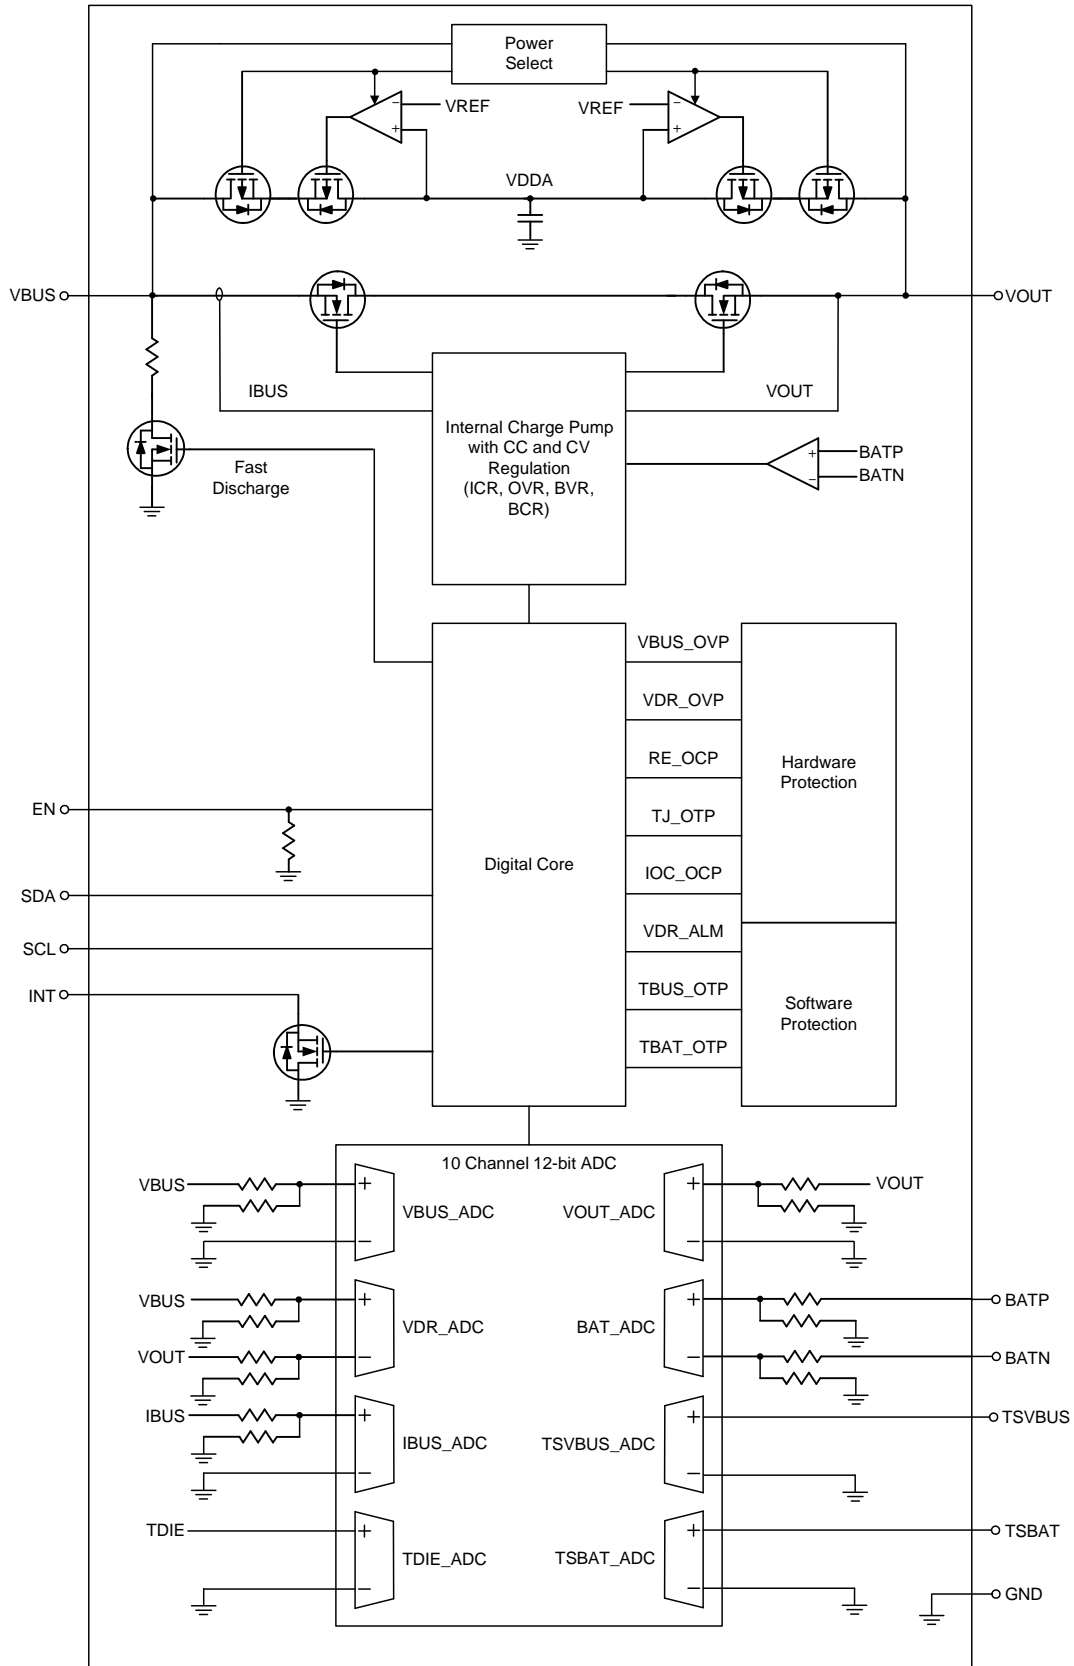 Power
Select
VREF
VREF
VDDA
VBUS
VOUT
IBUS
VOUT
Internal Charge Pump
with CC and CV
Regulation
(ICR, OVR, BVR,
BCR)
BATP
BATN
Fast
Discharge
VBUS_OVP
VDR_OVP
RE_OCP
TJ_OTP
IOC_OCP
VDR_ALM
TBUS_OTP
TBAT_OTP
Hardware
Protection
Software
Protection
Digital Core
EN
SDA
SCL
INT
10 Channel 12-bit ADC
VBUS
VBUS_ADC
VOUT_ADC
VOUT
VBUS
VOUT
VDR_ADC
BAT_ADC
BATP
BATN
IBUS
IBUS_ADC
TSVBUS_ADC
TSVBUS
TDIE
TDIE_ADC
TSBAT_ADC
TSBAT
GND